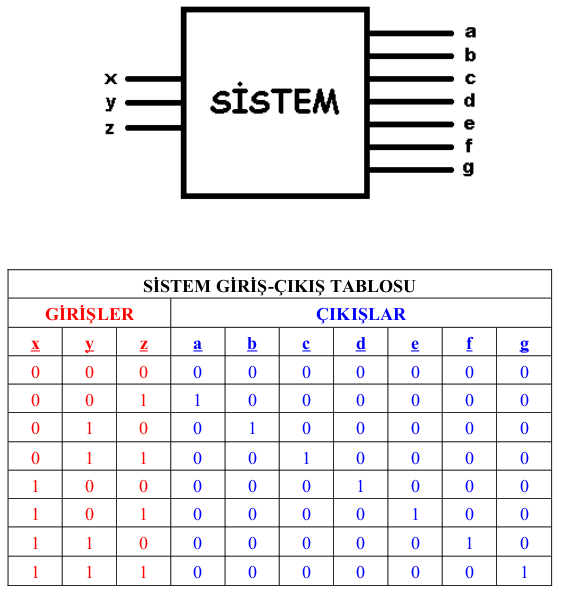 a
b
x c
SİSTEM
y d
z e
f
g
SİSTEM GİRİŞ-ÇIKIŞ TABLOSU
GİRİŞLER ÇIKIŞLAR
x y z a b c d e f g
0 0 0 0 0 0 0 0 0 0
0 0 1 1 0 0 0 0 0 0
0 1 0 0 1 0 0 0 0 0
0 1 1 0 0 1 0 0 0 0
1 0 0 0 0 0 1 0 0 0
1 0 1 0 0 0 0 1 0 0
1 1 0 0 0 0 0 0 1 0
1 1 1 0 0 0 0 0 0 1